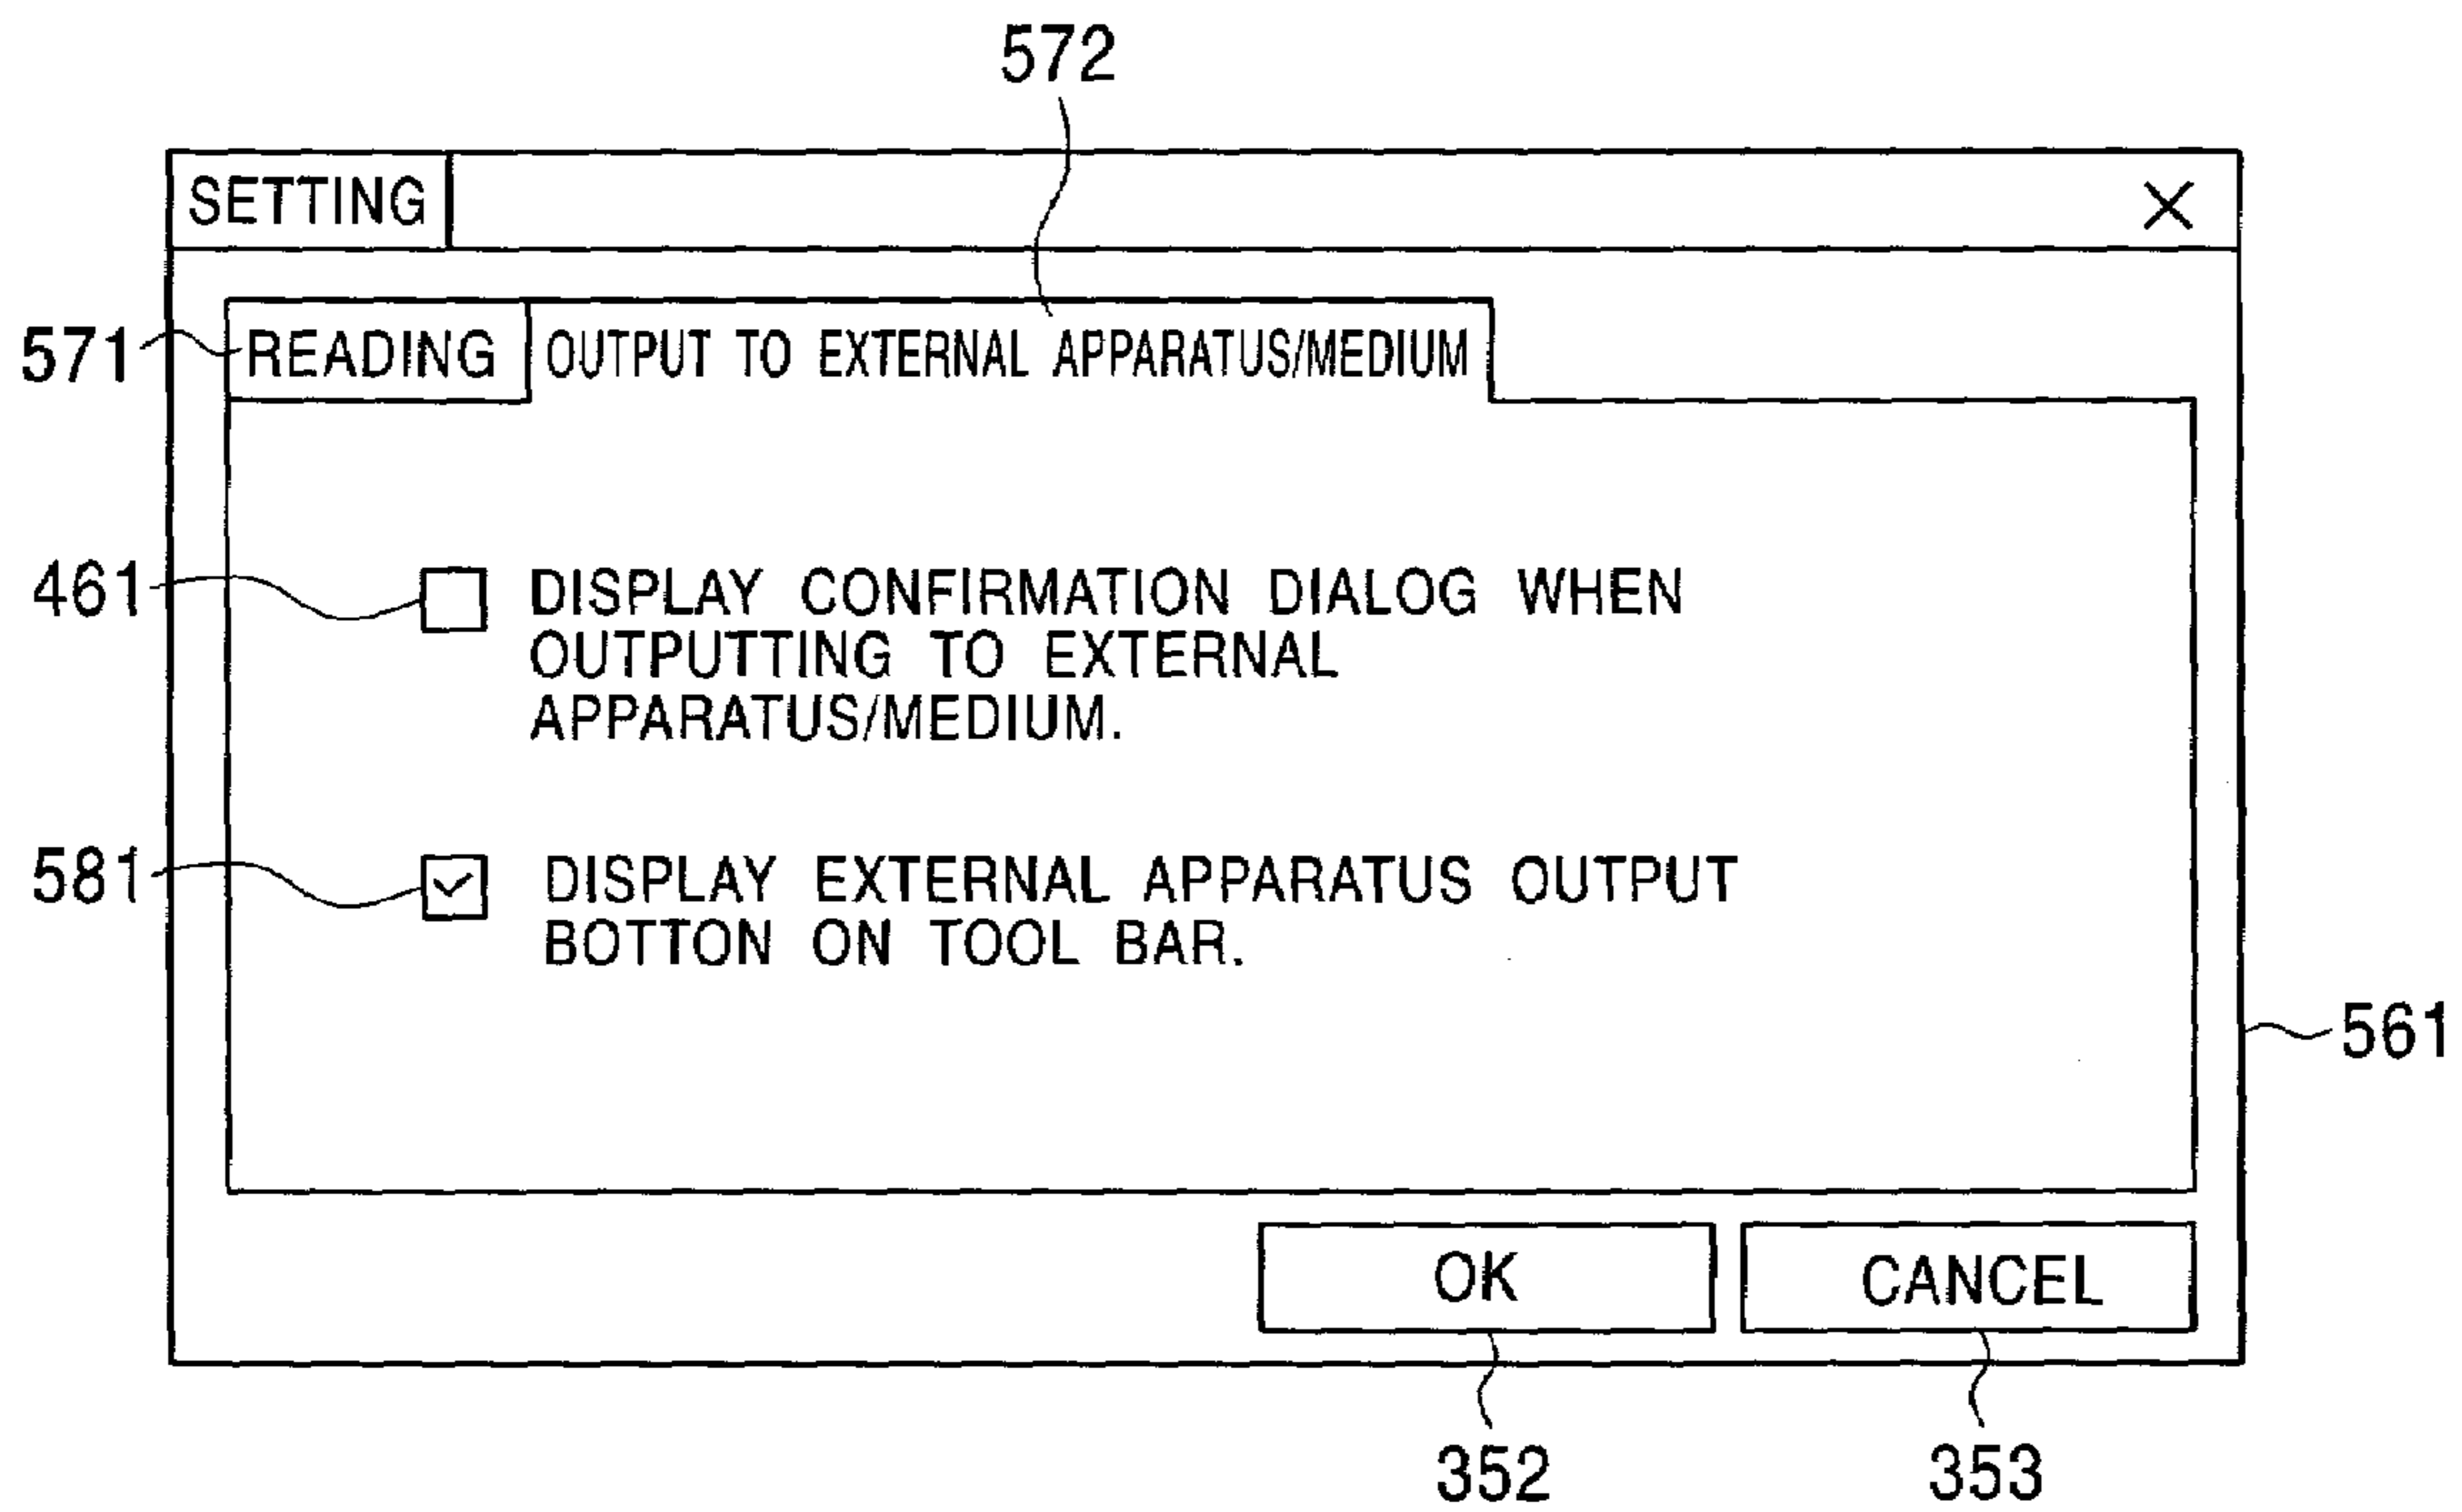 572
SETTING ×
571 READING OUTPUT TO EXTERNAL APPARATUS/MEDIUM
461 DISPLAY CONFIRMATION DIALOG WHEN
OUTPUTTING TO EXTERNAL
APPARATUS/MEDIUM.
581 DISPLAY EXTERNAL APPARATUS OUTPUT
BOTTON ON TOOL BAR.
561
OK CANCEL
352 353